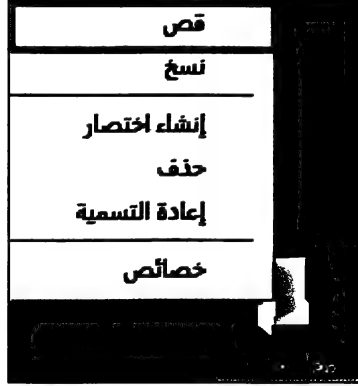 قص
نسخ
إنشاء اختصار
حذف
إعادة التسمية
خصائص